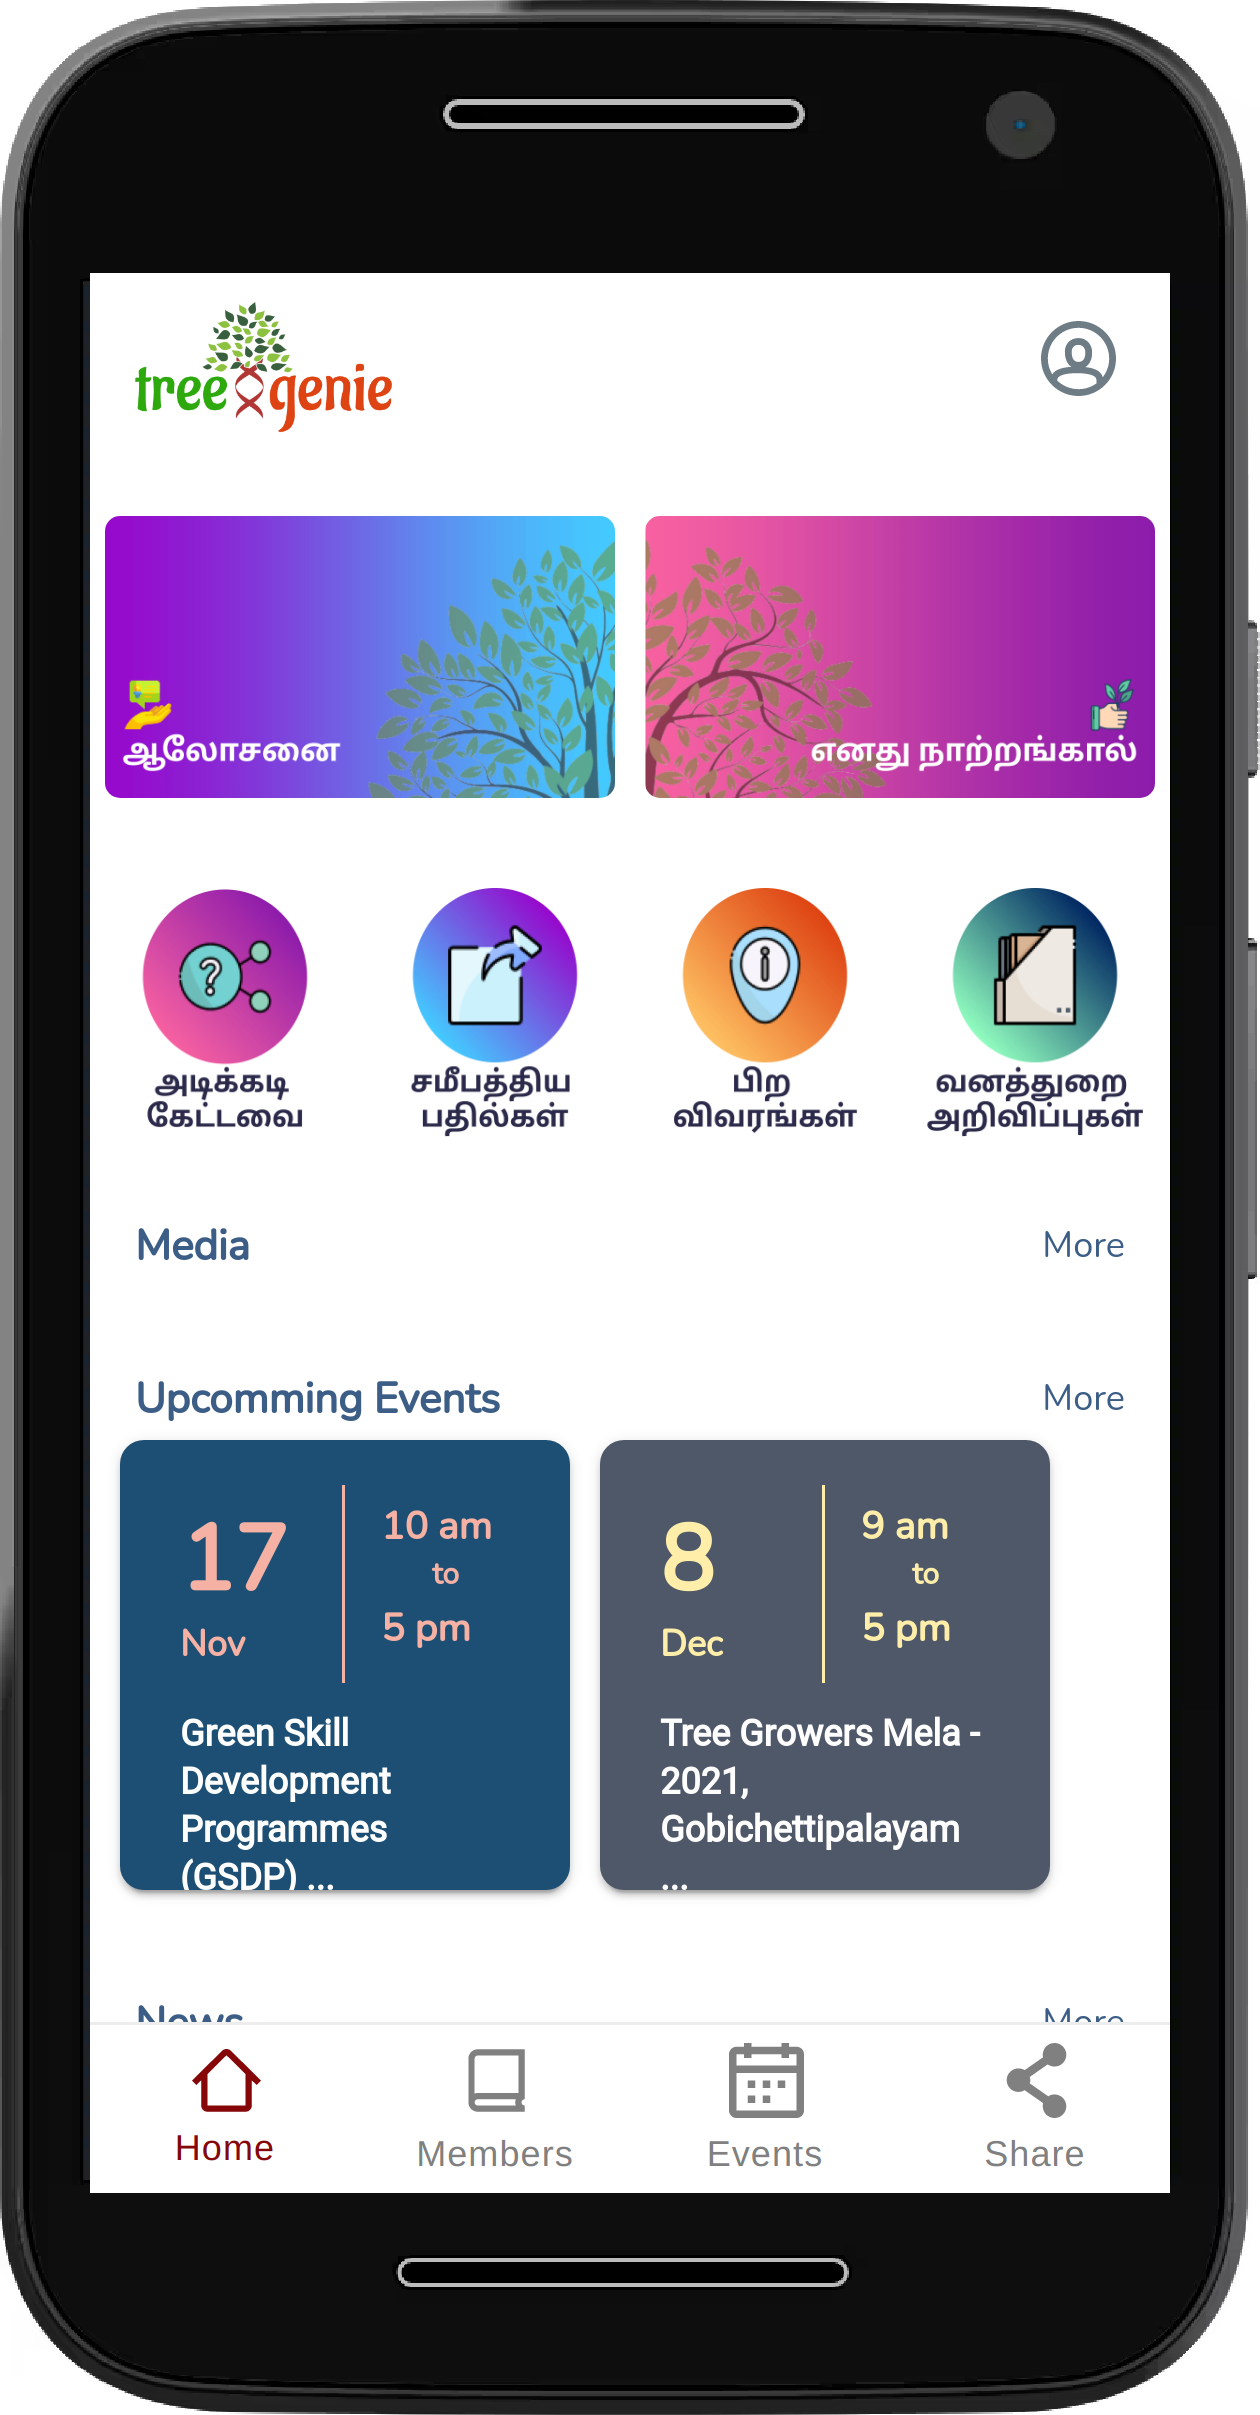 tree genie
ஆலோசனை
எனது நாற்றங்கால்
அடிக்கடி
கேட்டவை
சமீபத்திய
பதில்கள்
பிற
விவரங்கள்
வனத்துறை
அறிவிப்புகள்
Media
More
Upcomming Events
More
17
Nov
10 am
to
5 pm
Green Skill
Development
Programmes
(GSDP) ...
8
Dec
9 am
to
5 pm
Tree Growers Mela -
2021,
Gobichettipalayam
...
News
More
Home
Members
Events
Share